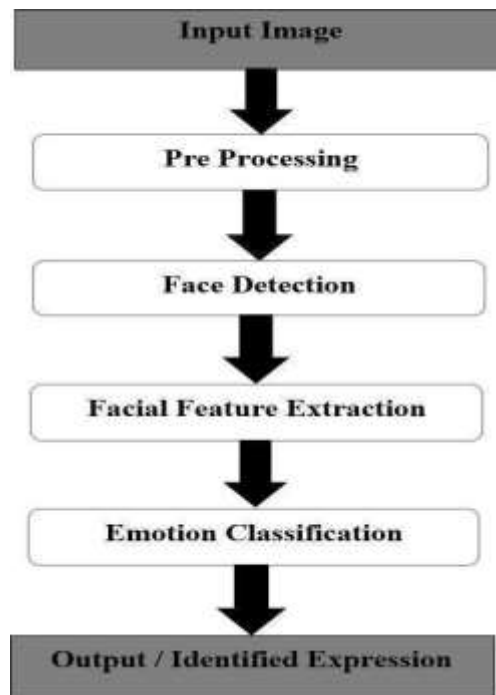 Input Image
Pre Processing
Face Detection
Facial Feature Extraction
Emotion Classification
Output / Identified Expression